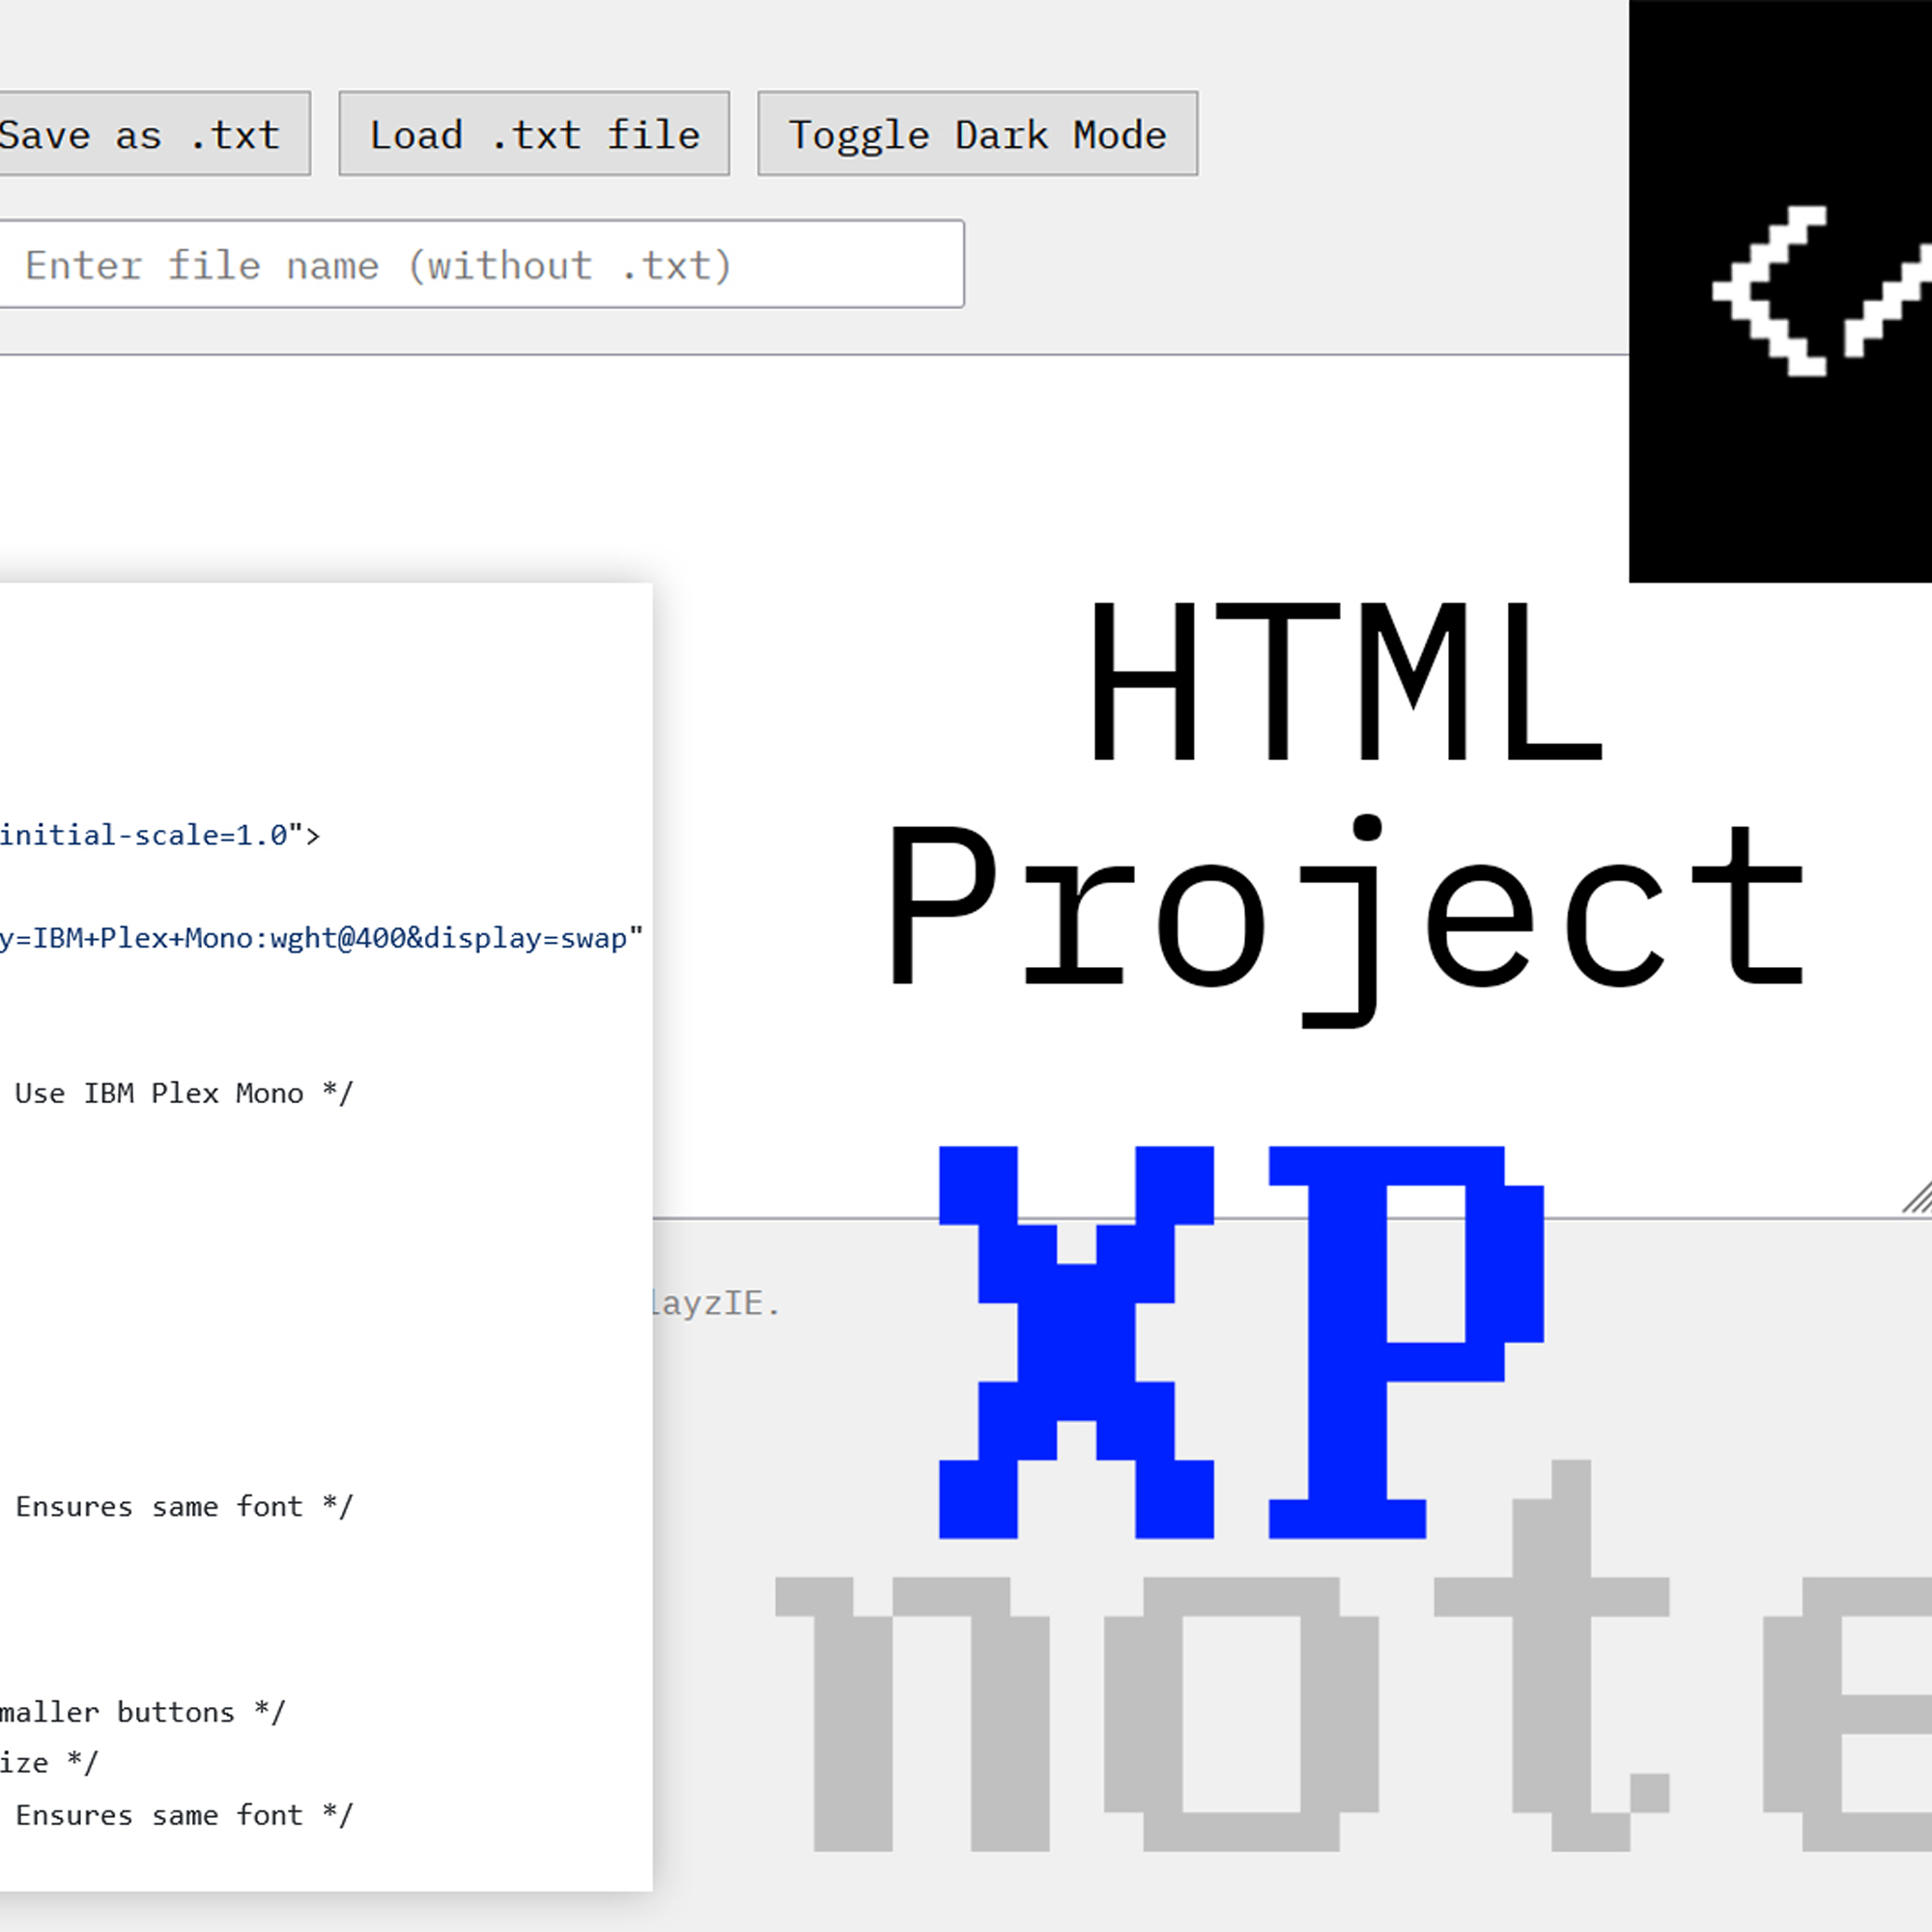 Save as .txt Load .txt file Toggle Dark Mode
Enter file name (without .txt)
</
HTML
Project
initial-scale=1.0">
y=IBM+Plex+Mono:wght@400&display=swap"
Use IBM Plex Mono */
Ensures same font */
maller buttons */
ize */
Ensures same font */
layzIE.
XP
note